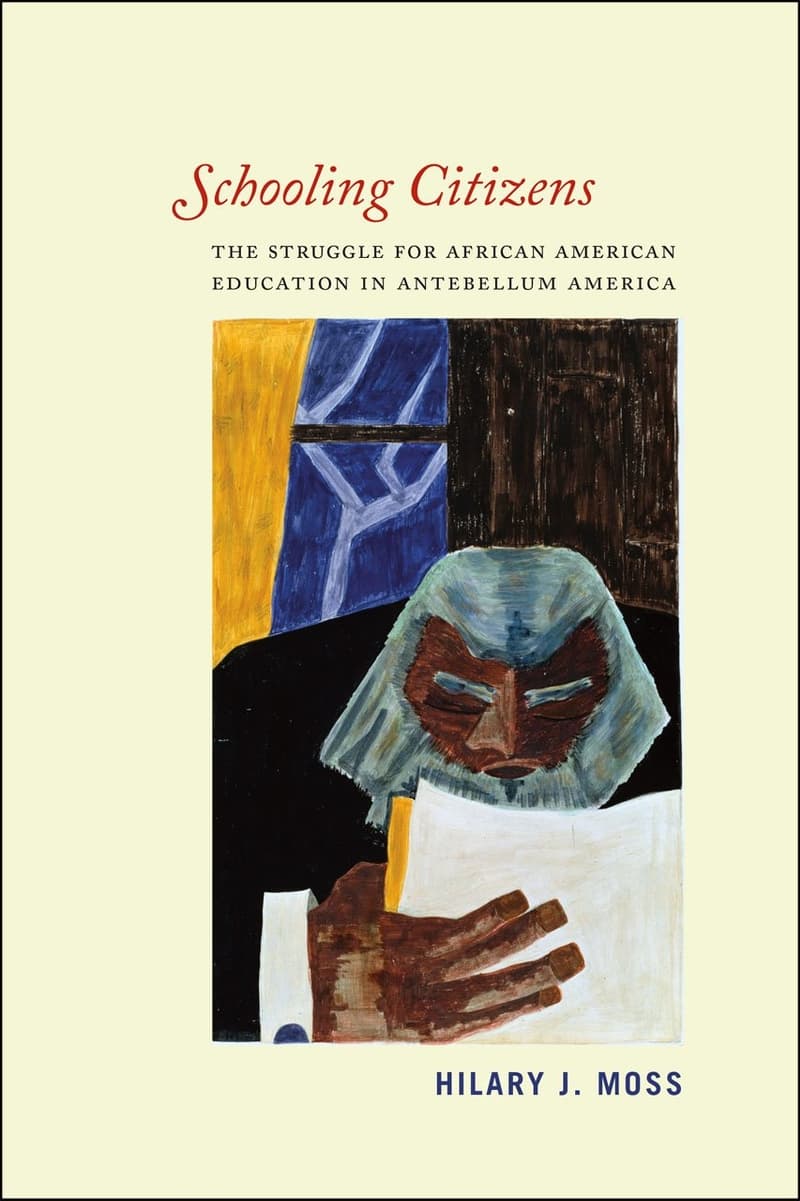 Schooling Citizens
THE STRUGGLE FOR AFRICAN AMERICAN
EDUCATION IN ANTEBELLUM AMERICA
HILARY J. MOSS